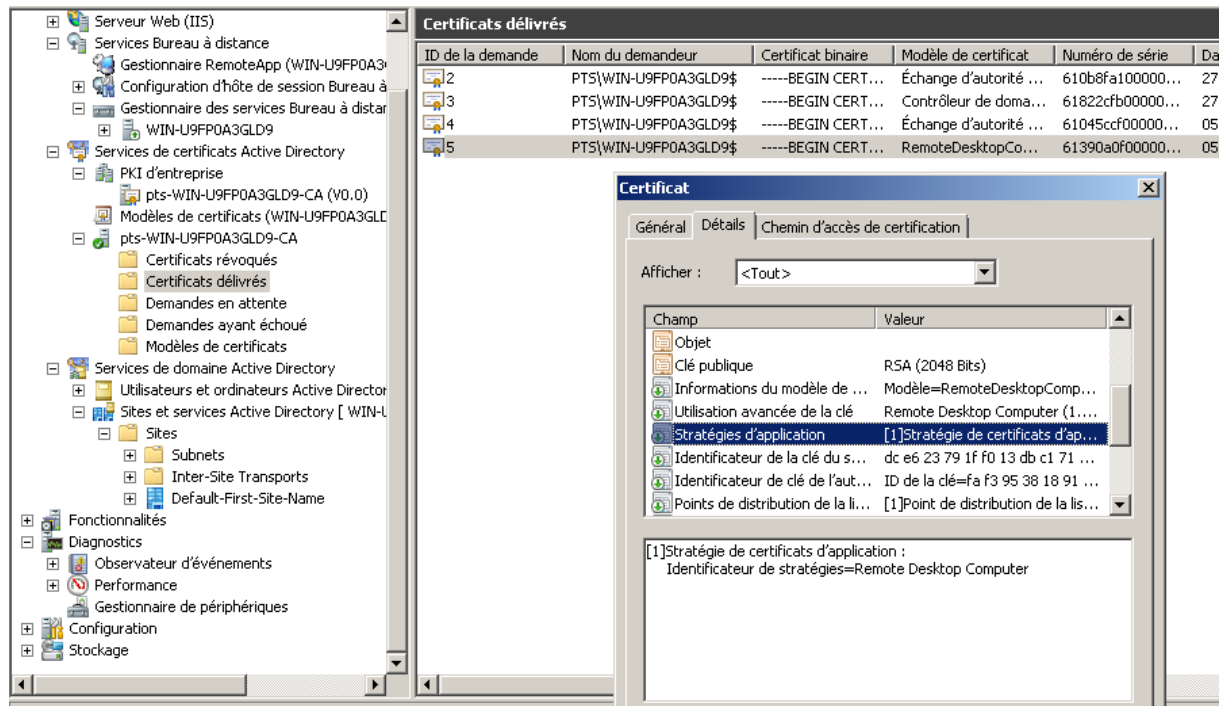 Serveur Web (IIS)
Services Bureau à distance
Gestionnaire RemoteApp (WIN-U9FP0A3
Configuration d'hôte de session Bureau à
Gestionnaire des services Bureau à distar
WIN-U9FP0A3GLD9
Services de certificats Active Directory
PKI d'entreprise
pts-WIN-U9FP0A3GLD9-CA (V0.0)
Modèles de certificats (WIN-U9FP0A3GLD
pts-WIN-U9FP0A3GLD9-CA
Certificats révoqués
Certificats délivrés
Demandes en attente
Demandes ayant échoué
Modèles de certificats
Services de domaine Active Directory
Utilisateurs et ordinateurs Active Director
Sites et services Active Directory [ WIN-U
Sites
Subnets
Inter-Site Transports
Default-First-Site-Name
Fonctionnalités
Diagnostics
Observateur d'événements
Performance
Gestionnaire de périphériques
Configuration
Stockage
Certificats délivrés
ID de la demande Nom du demandeur Certificat binaire Modèle de certificat Numéro de série Da
2 PTS\WIN-U9FP0A3GLD9$ -----BEGIN CERT... Échange d'autorité ... 610b8fa100000... 27
3 PTS\WIN-U9FP0A3GLD9$ -----BEGIN CERT... Contrôleur de doma... 61822cfb00000... 27
4 PTS\WIN-U9FP0A3GLD9$ -----BEGIN CERT... Échange d'autorité ... 61045ccf00000... 05
5 PTS\WIN-U9FP0A3GLD9$ -----BEGIN CERT... RemoteDesktopCo... 61390a0f00000... 05
Certificat
Général Détails Chemin d'accès de certification
Afficher : <Tout>
Champ Valeur
Objet
Clé publique RSA (2048 Bits)
Informations du modèle de ... Modèle=RemoteDesktopComp...
Utilisation avancée de la clé Remote Desktop Computer (1....
Stratégies d'application [1]Stratégie de certificats d'ap...
Identificateur de la clé du s... dc e6 23 79 1f f0 13 db c1 71 ...
Identificateur de clé de l'aut... ID de la clé=fa f3 95 38 18 91 ...
Points de distribution de la li... [1]Point de distribution de la lis...
[1]Stratégie de certificats d'application :
Identificateur de stratégies=Remote Desktop Computer